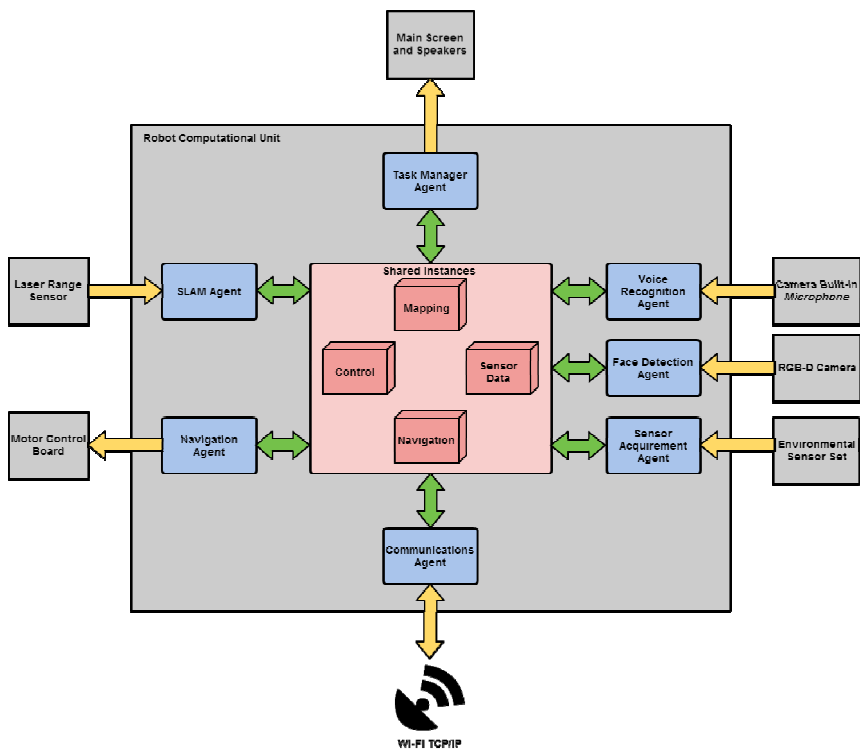 Main Screen
and Speakers
Robot Computational Unit
Task Manager
Agent
Laser Range
Sensor
SLAM Agent
Shared Instances
Mapping
Control
Sensor
Data
Navigation
Voice
Recognition
Agent
Camera Built-In
Microphone
Face Detection
Agent
RGB-D Camera
Motor Control
Board
Navigation
Agent
Sensor
Acquirement
Agent
Environmental
Sensor Set
Communications
Agent
WI-FI TCP/IP